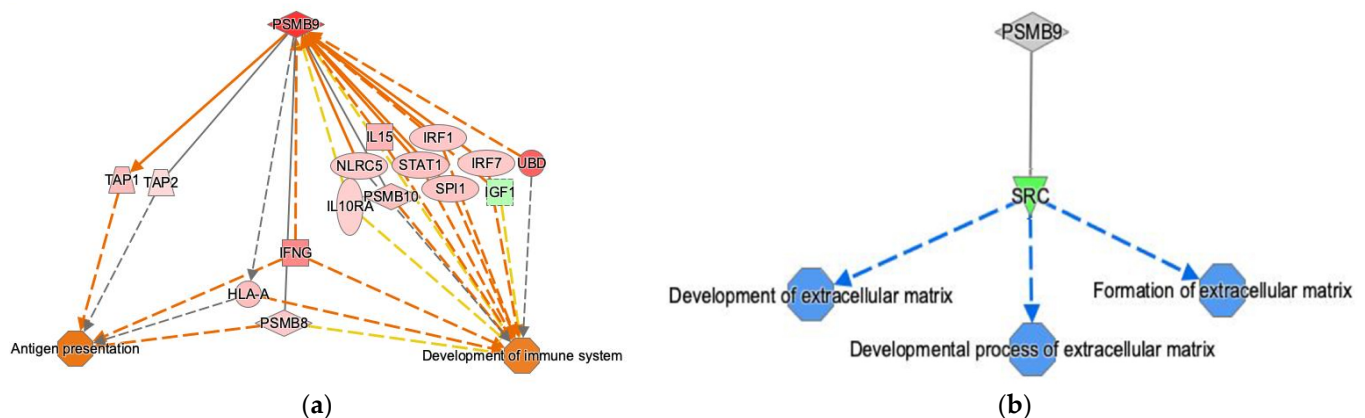 PSMB9
PSMB9
IL15
IRF1
NLRC5
STAT1
IRF7
UBD
TAP1
TAP2
SPI1
IGF1
PSMB10
IL10RA
SRC
IFNG
HLA-A
PSMB8
Development of extracellular matrix
Formation of extracellular matrix
Antigen presentation
Development of immune system
Developmental process of extracellular matrix
(a)
(b)